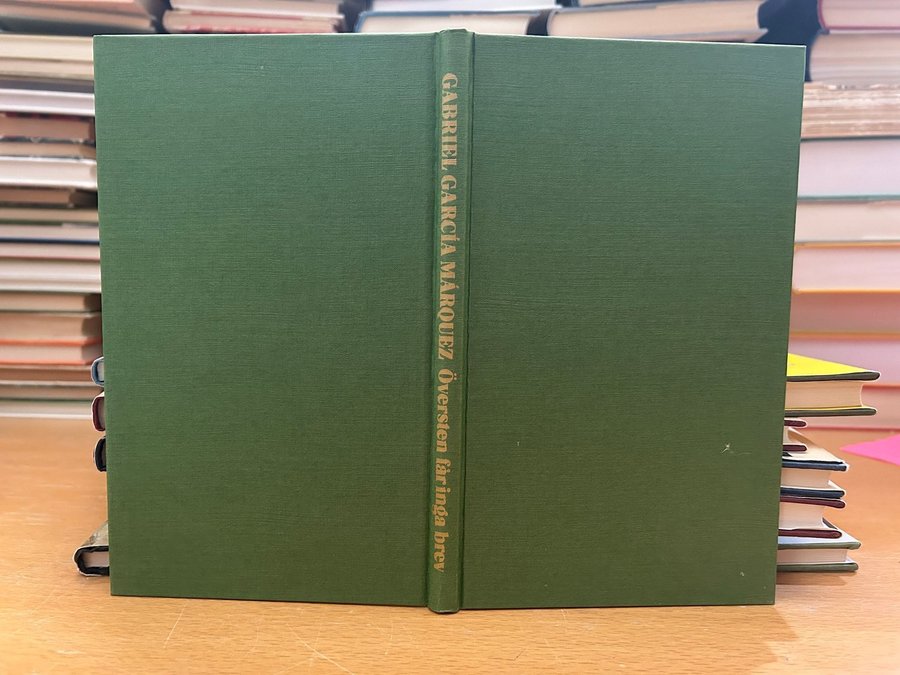 GABRIEL GARCÍA MÁRQUEZ Översten får inga brev